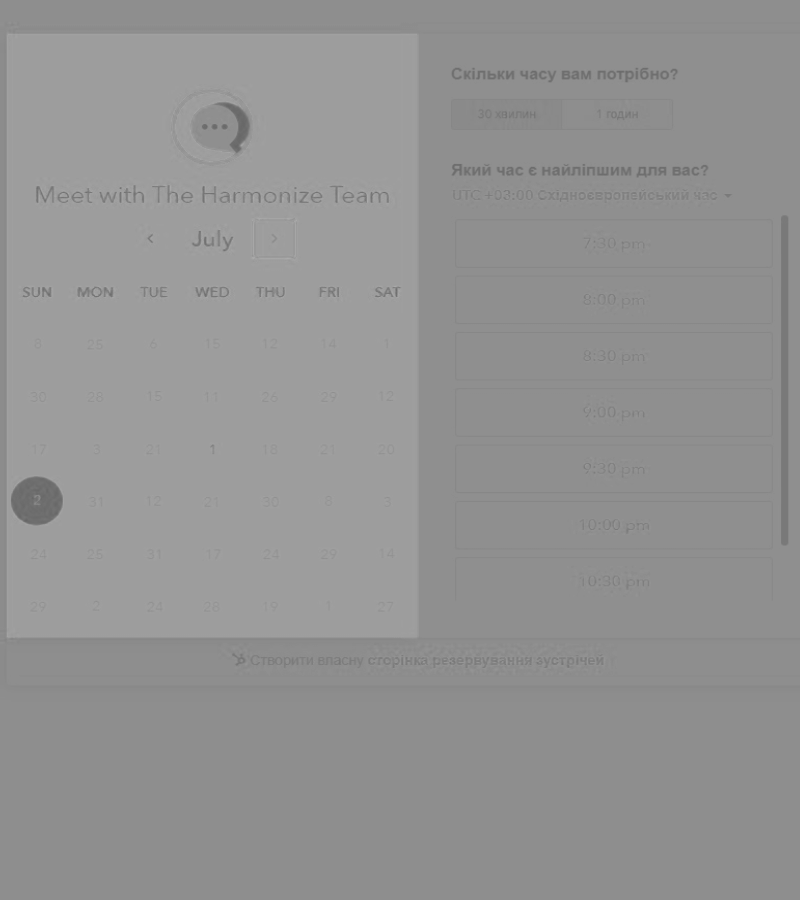 Meet with The Harmonize Team
July
SUN MON TUE WED THU FRI SAT
8 25 6 15 12 14 1
30 28 15 11 26 29 12
17 3 21 1 18 21 20
2 31 12 21 30 8 3
24 25 31 17 24 29 14
29 2 24 28 19 1 27
Скільки часу вам потрібно?
30 хвилин 1 годин
Який час є найліпшим для вас?
UTC +03:00 Східноєвропейський час
7:30 pm
8:00 pm
8:30 pm
9:00 pm
9:30 pm
10:00 pm
10:30 pm
Створити власну сторінка резервування зустрічей